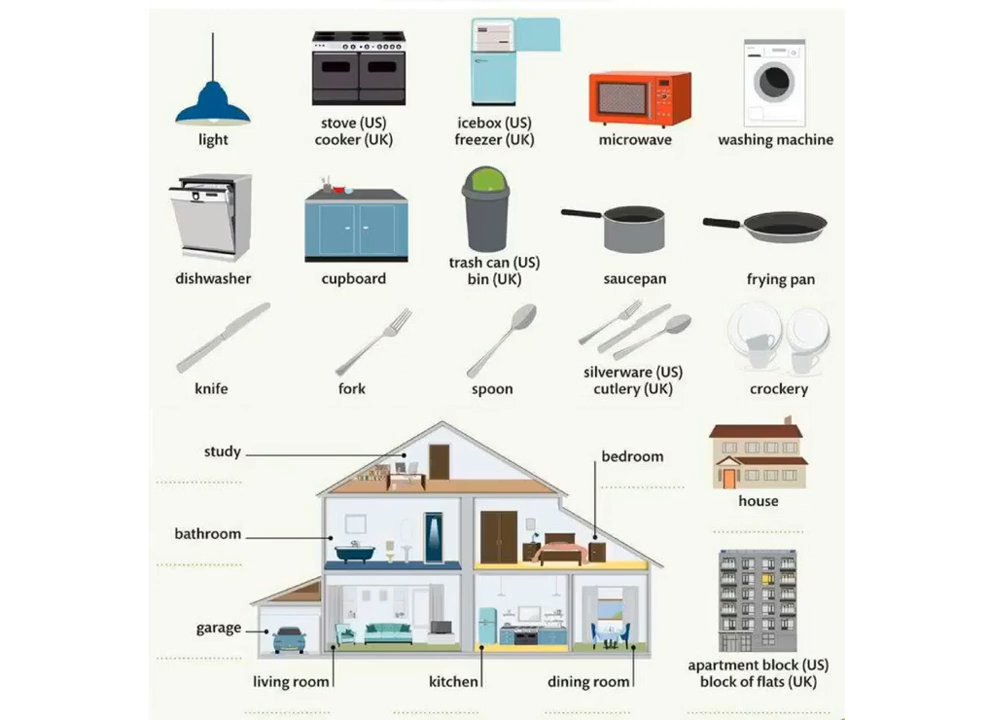 light
stove (US)
cooker (UK)
icebox (US)
freezer (UK)
microwave
washing machine
dishwasher
cupboard
trash can (US)
bin (UK)
saucepan
frying pan
knife
fork
spoon
silverware (US)
cutlery (UK)
crockery
study
bedroom
house
bathroom
garage
living room
kitchen
dining room
apartment block (US)
block of flats (UK)